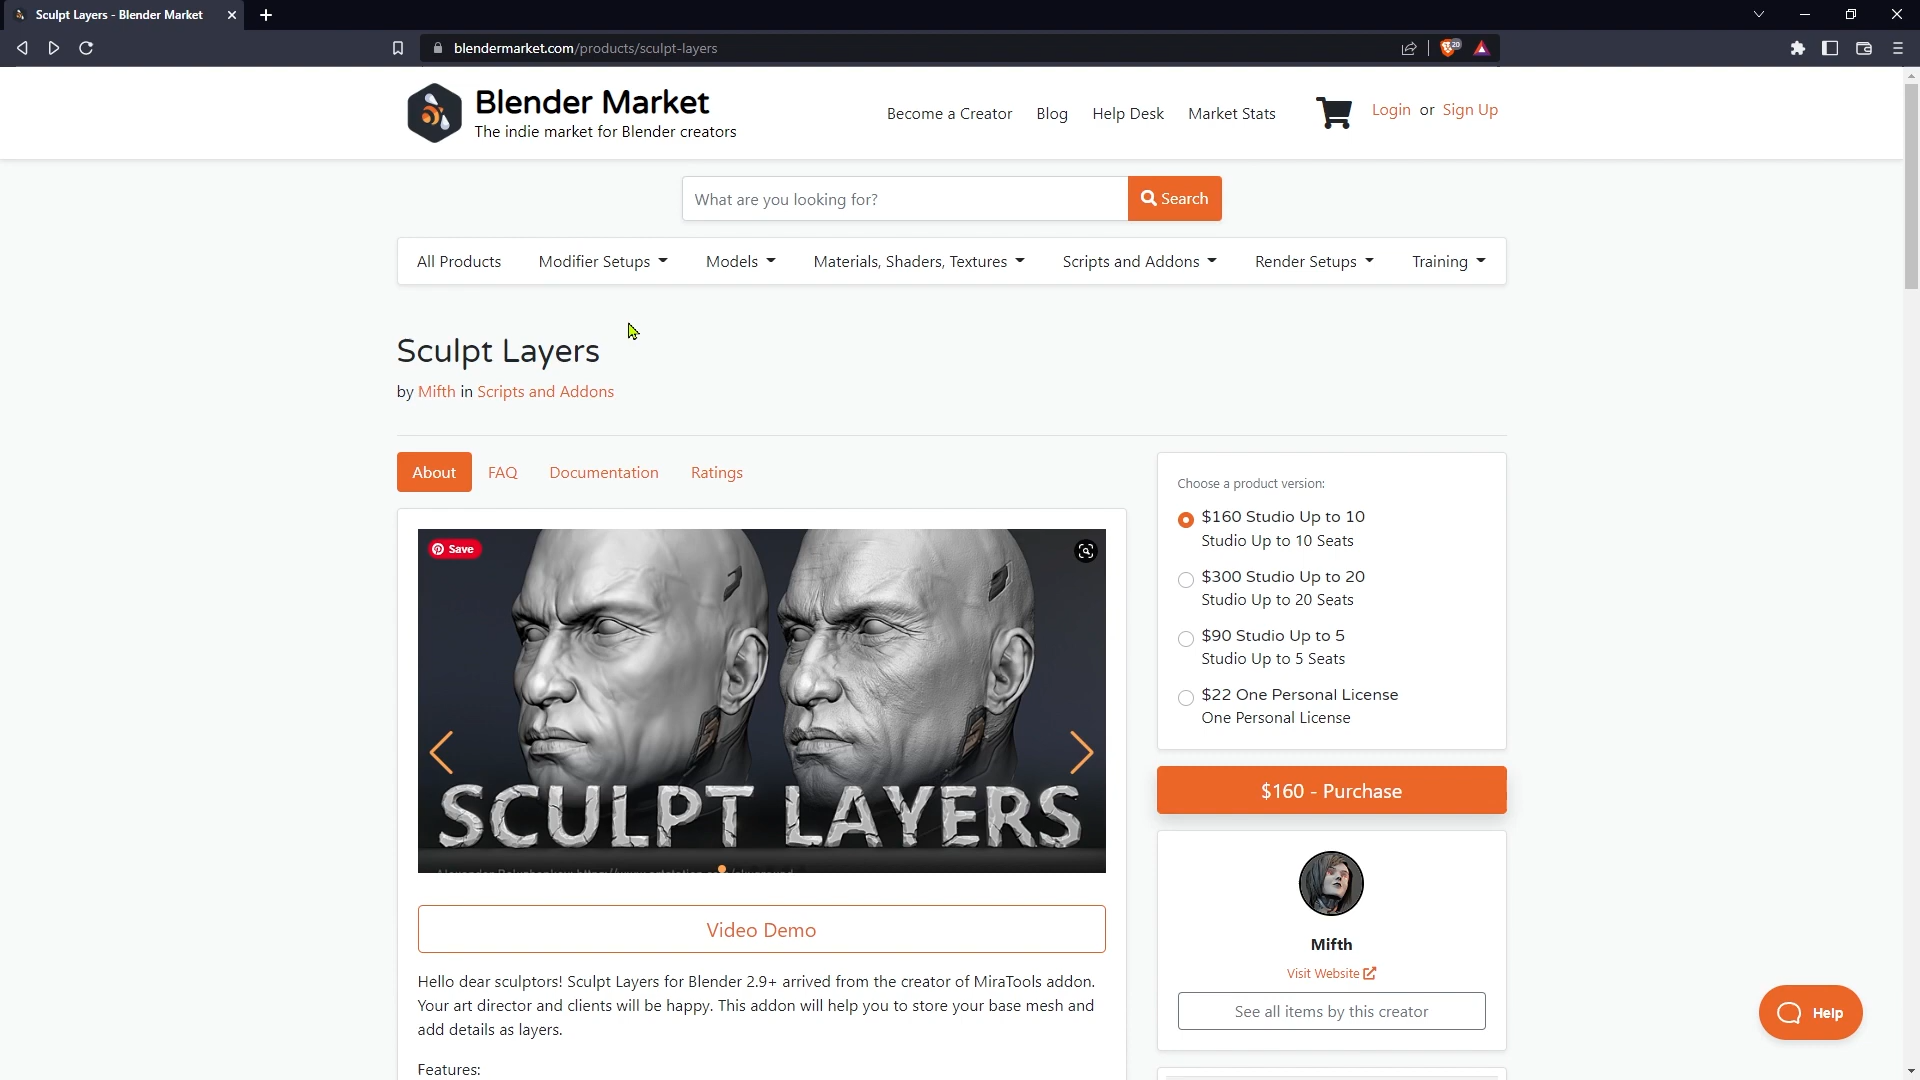 Sculpt Layers - Blender Market
blendermarket.com/products/sculpt-layers
20
Blender Market
The indie market for Blender creators
Become a Creator Blog Help Desk Market Stats Login or Sign Up
What are you looking for? Search
All Products Modifier Setups Models Materials, Shaders, Textures Scripts and Addons Render Setups Training
Sculpt Layers
by Mifth in Scripts and Addons
About FAQ Documentation Ratings
Save
SCULPT LAYERS
Video Demo
Hello dear sculptors! Sculpt Layers for Blender 2.9+ arrived from the creator of MiraTools addon.
Your art director and clients will be happy. This addon will help you to store your base mesh and
add details as layers.
Features:
Choose a product version:
$160 Studio Up to 10
Studio Up to 10 Seats
$300 Studio Up to 20
Studio Up to 20 Seats
$90 Studio Up to 5
Studio Up to 5 Seats
$22 One Personal License
One Personal License
$160 - Purchase
Mifth
Visit Website
See all items by this creator
Help